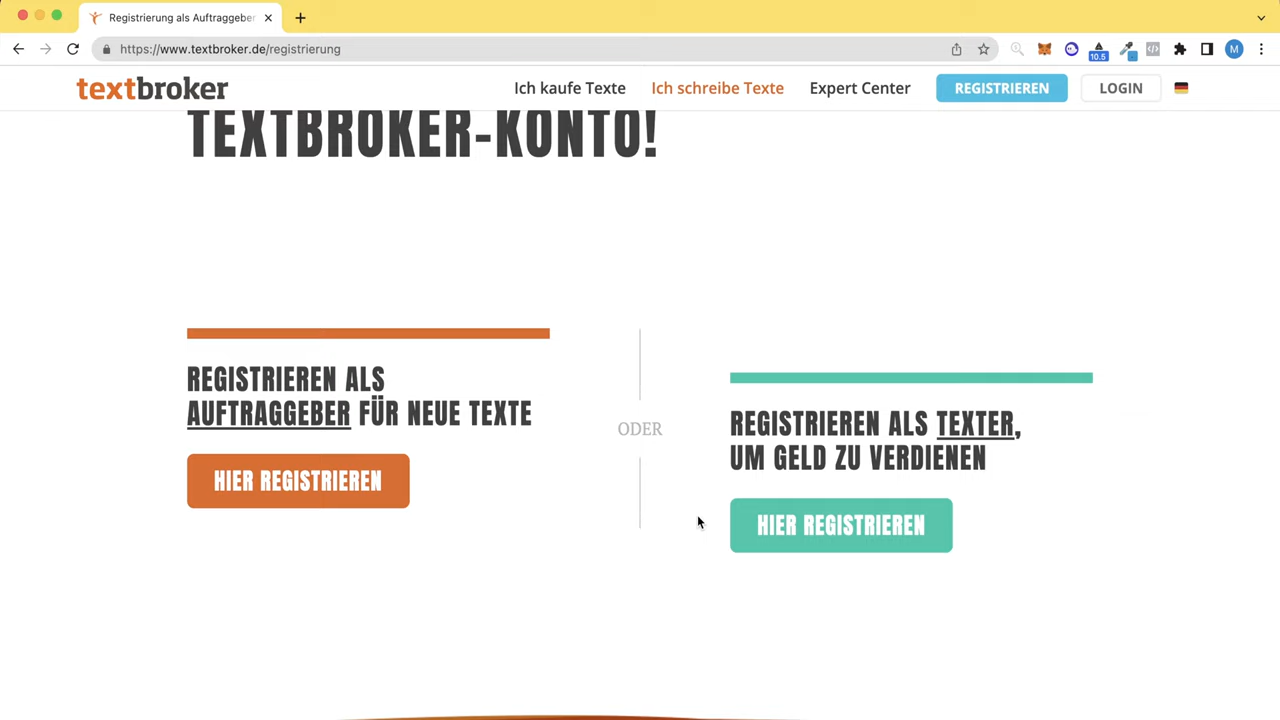 Registrierung als Auftraggeber
https://www.textbroker.de/registrierung
10.5
M
textbroker
Ich kaufe Texte
Ich schreibe Texte
Expert Center
REGISTRIEREN
LOGIN
TEXTBROKER-KONTO!
REGISTRIEREN ALS
AUFTRAGGEBER FÜR NEUE TEXTE
HIER REGISTRIEREN
ODER
REGISTRIEREN ALS TEXTER,
UM GELD ZU VERDIENEN
HIER REGISTRIEREN